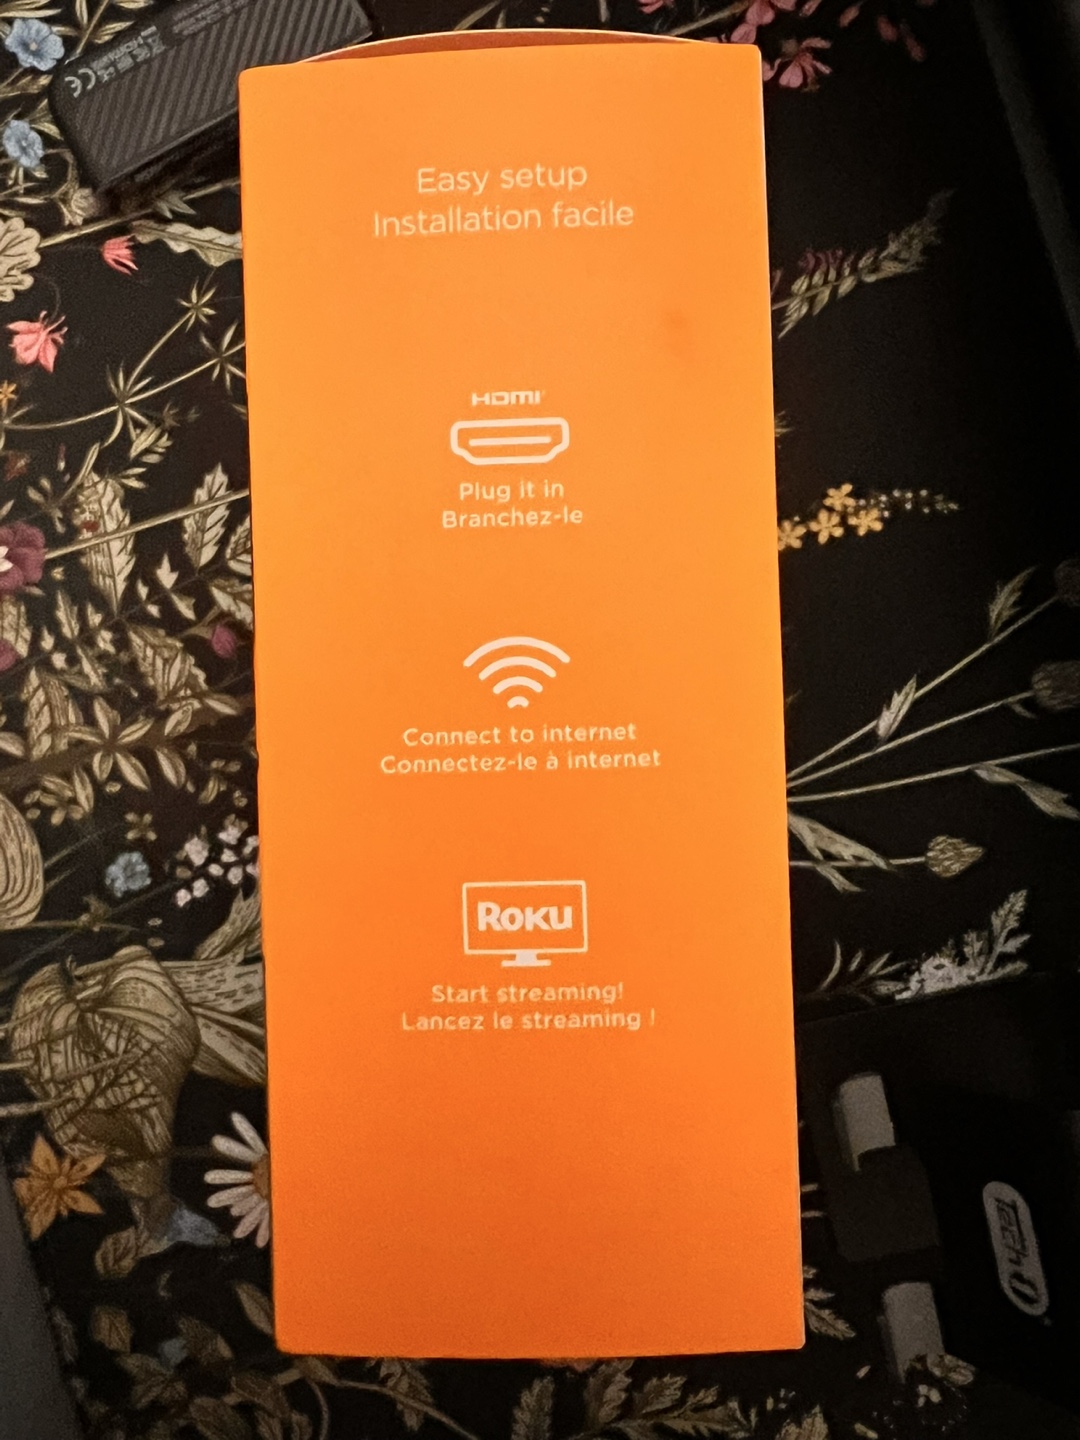 Easy setup
Installation facile
HDMI
Plug it in
Branchez-le
Connect to internet
Connectez-le à internet
ROKU
Start streaming!
Lancez le streaming !